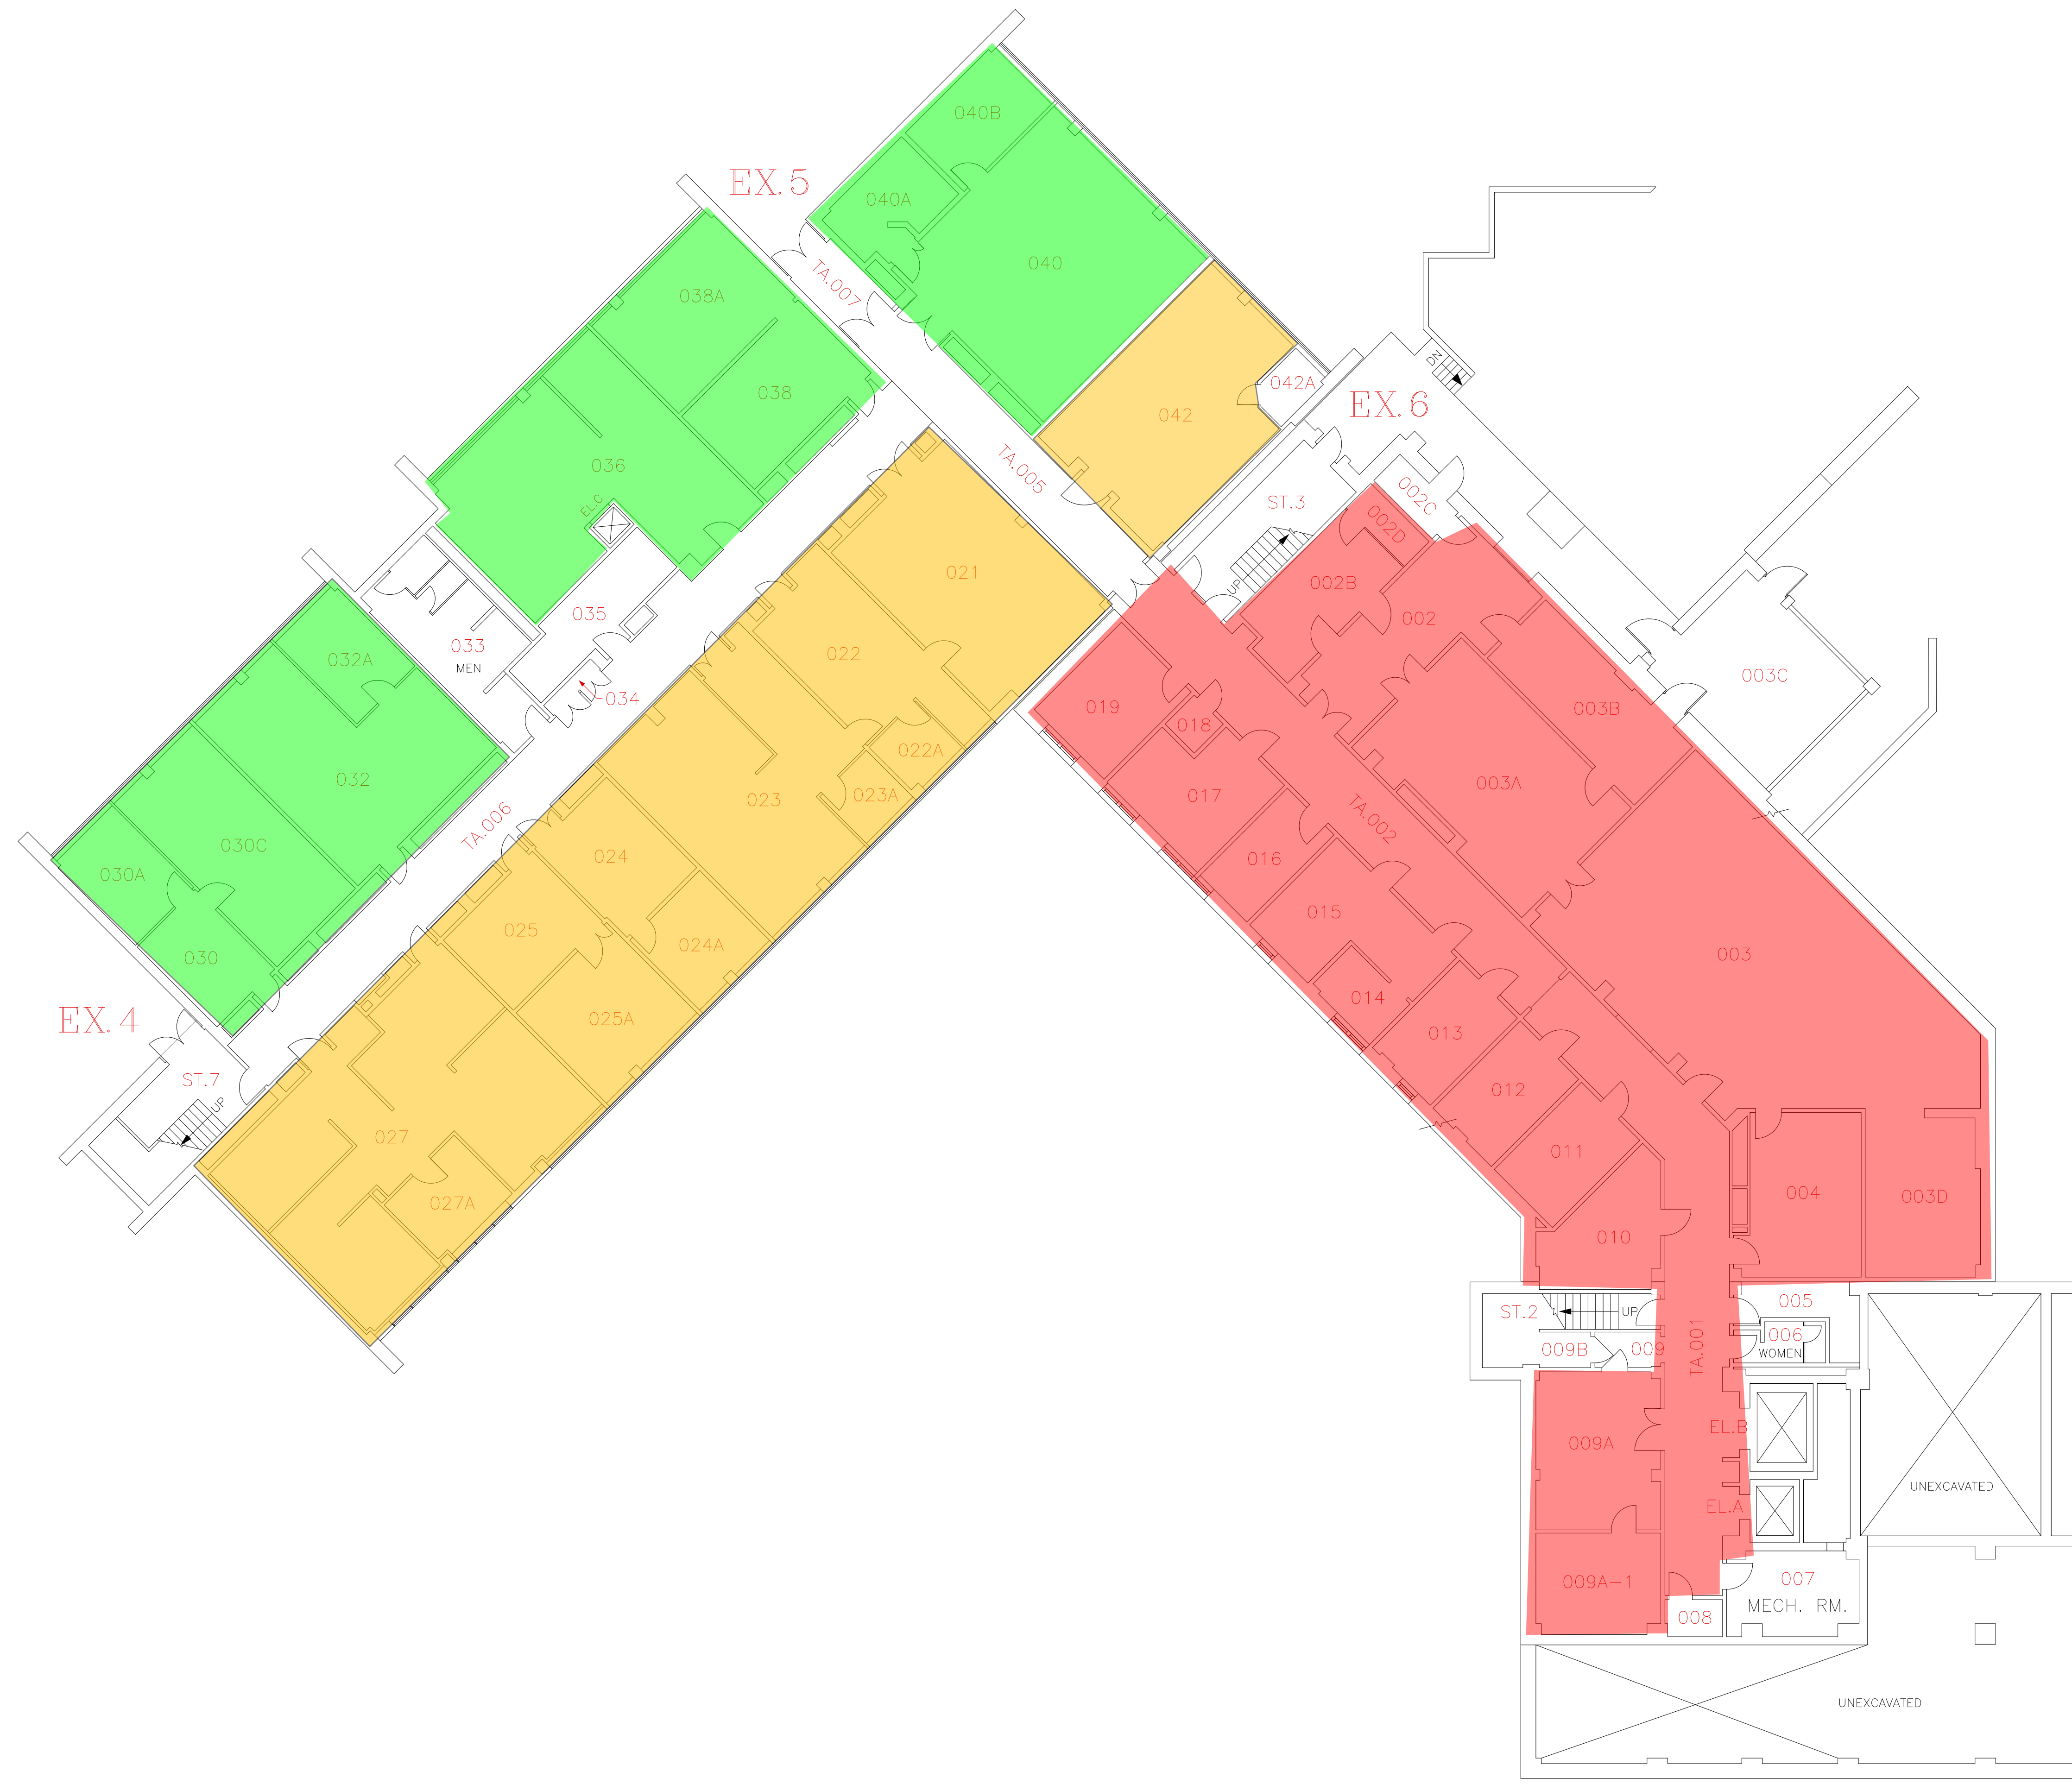 040B
EX.5
040A
040
TA.007
038A
042A
DN
038
EX.6
042
036
TA.005
EL.C
002C
ST.3
002D
021
UP
002B
035
002
033
MEN
022
032A
003C
034
019
003B
018
022A
032
003A
023
023A
017
TA.006
TA.002
030C
024
016
030A
015
025
024A
003
030
014
EX.4
025A
013
ST.7
012
UP
027
011
004
003D
027A
010
005
ST.2
UP
006
009B
009
WOMEN
TA.001
EL.B
009A
UNEXCAVATED
EL.A
009A-1
007
MECH. RM.
008
UNEXCAVATED